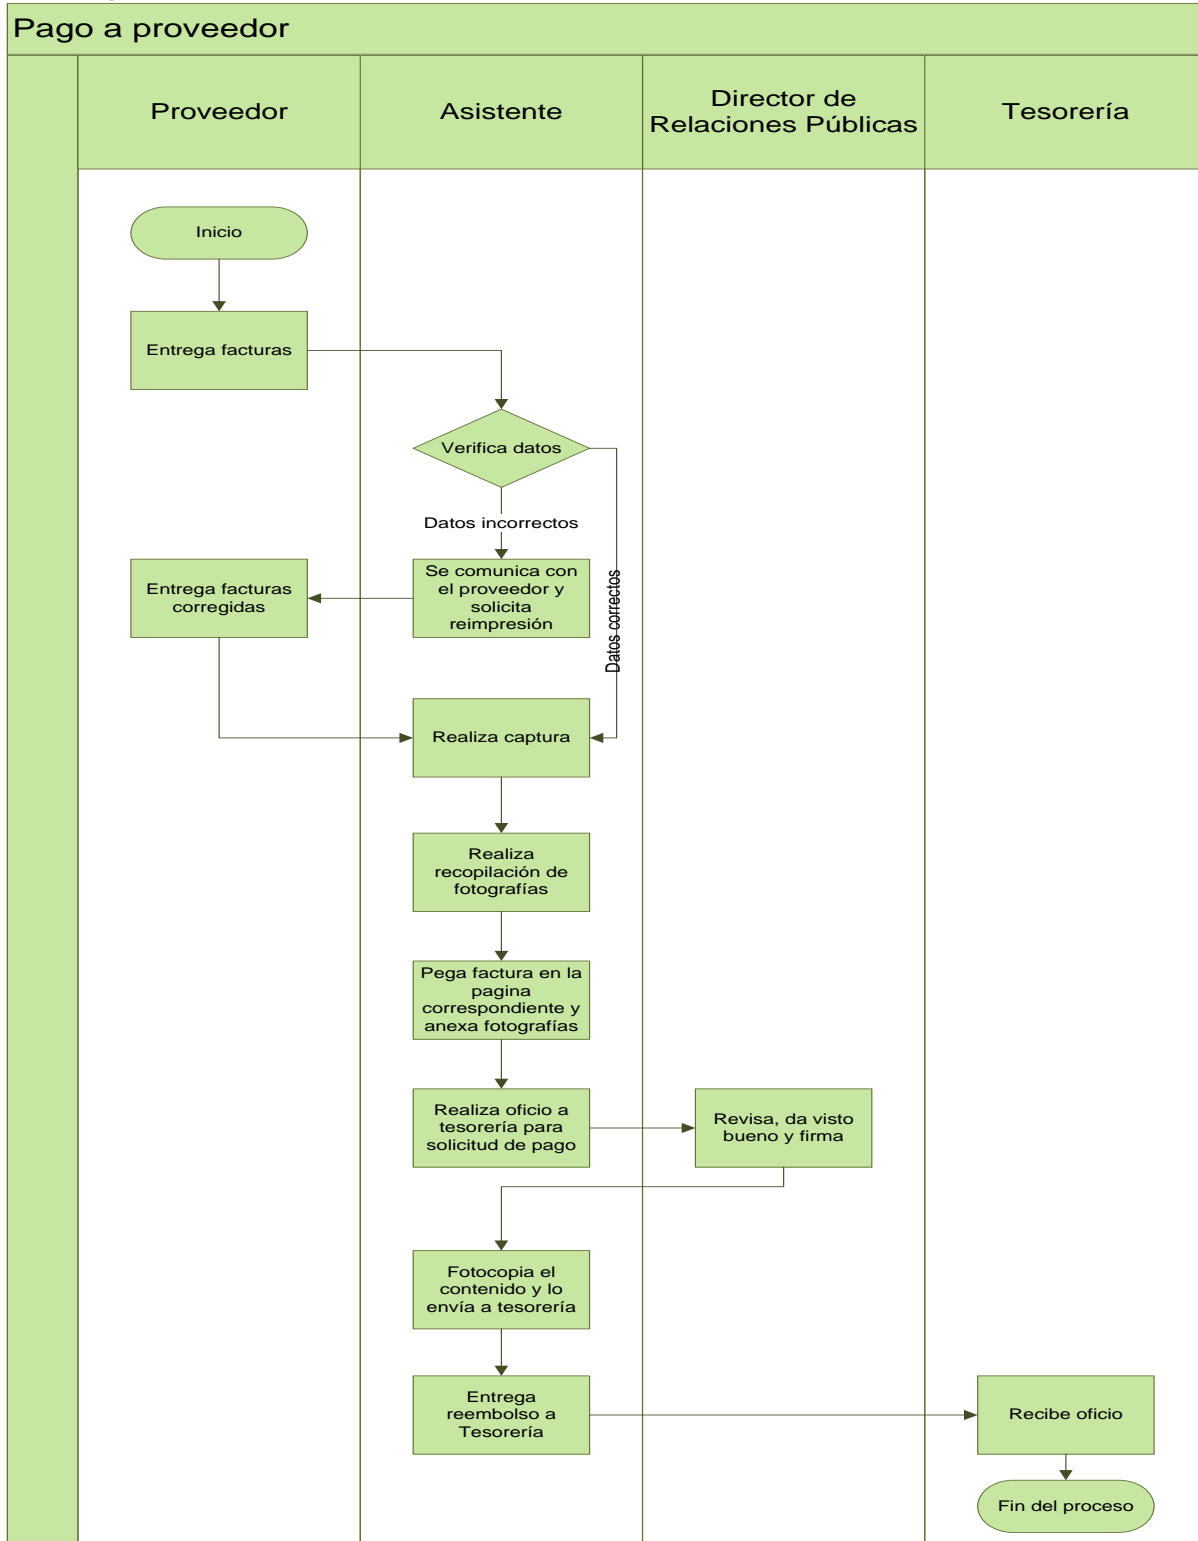 Pago a proveedor
Proveedor
Asistente
Director de
Relaciones Públicas
Tesorería
Inicio
Entrega facturas
Verifica datos
Datos incorrectos
Datos correctos
Entrega facturas
corregidas
Se comunica con
el proveedor y
solicita
reimpresión
Realiza captura
Realiza
recopilación de
fotografías
Pega factura en la
pagina
correspondiente y
anexa fotografías
Realiza oficio a
tesorería para
solicitud de pago
Revisa, da visto
bueno y firma
Fotocopia el
contenido y lo
envía a tesorería
Entrega
reembolso a
Tesorería
Recibe oficio
Fin del proceso